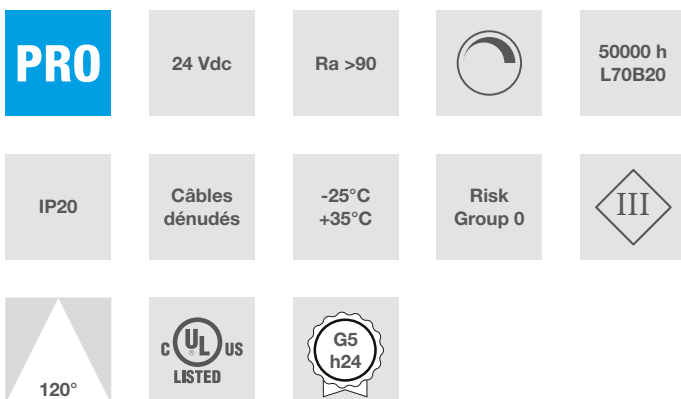 PRO
24 Vdc
Ra >90
50000 h
L70B20
IP20
Câbles
dénudés
-25°C
+35°C
Risk
Group 0
III
120°
C UL US
®
LISTED
G5
h24